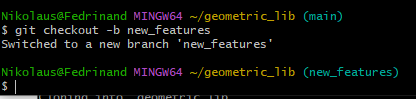 Nikolaus@Fedrinand MINGW64 ~/geometric_lib (main)
$ git checkout -b new_features
Switched to a new branch 'new_features'
Nikolaus@Fedrinand MINGW64 ~/geometric_lib (new_features)
$